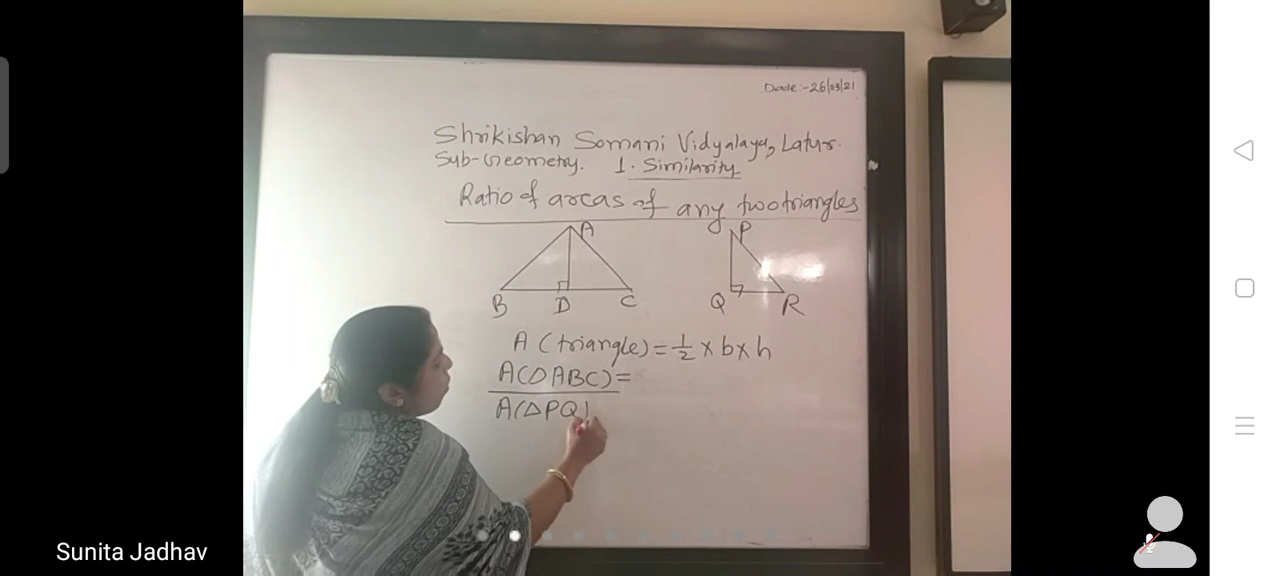 Date:-26/03/21
Shrikishan Somani Vidyalaya, Latur.
Sub-Geometry. 1. Similarity
Ratio of areas of any two triangles
A P
B D C Q R
A (triangle) = 1/2 × b × h
A(△ABC) =
A(△PQ
Sunita Jadhav